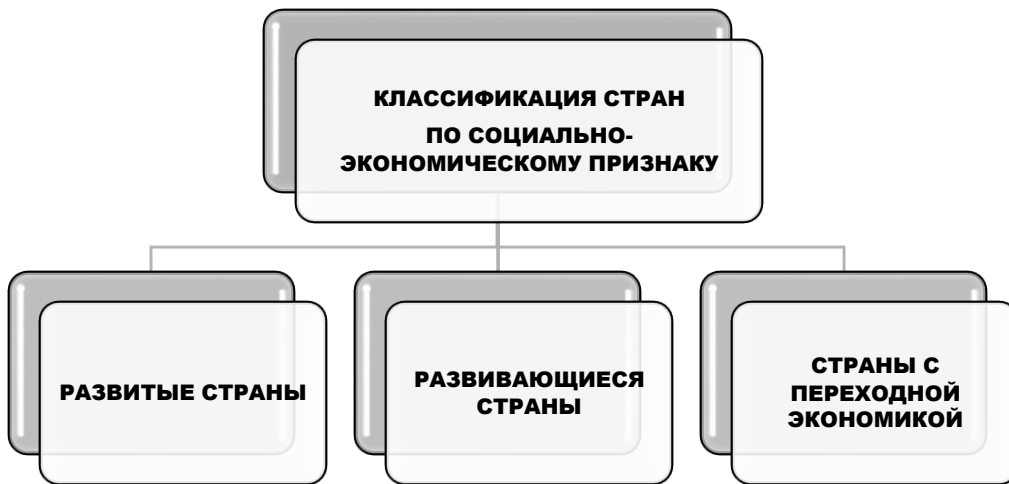 КЛАССИФИКАЦИЯ СТРАН
ПО СОЦИАЛЬНО-
ЭКОНОМИЧЕСКОМУ ПРИЗНАКУ
РАЗВИТЫЕ СТРАНЫ
РАЗВИВАЮЩИЕСЯ
СТРАНЫ
СТРАНЫ С
ПЕРЕХОДНОЙ
ЭКОНОМИКОЙ